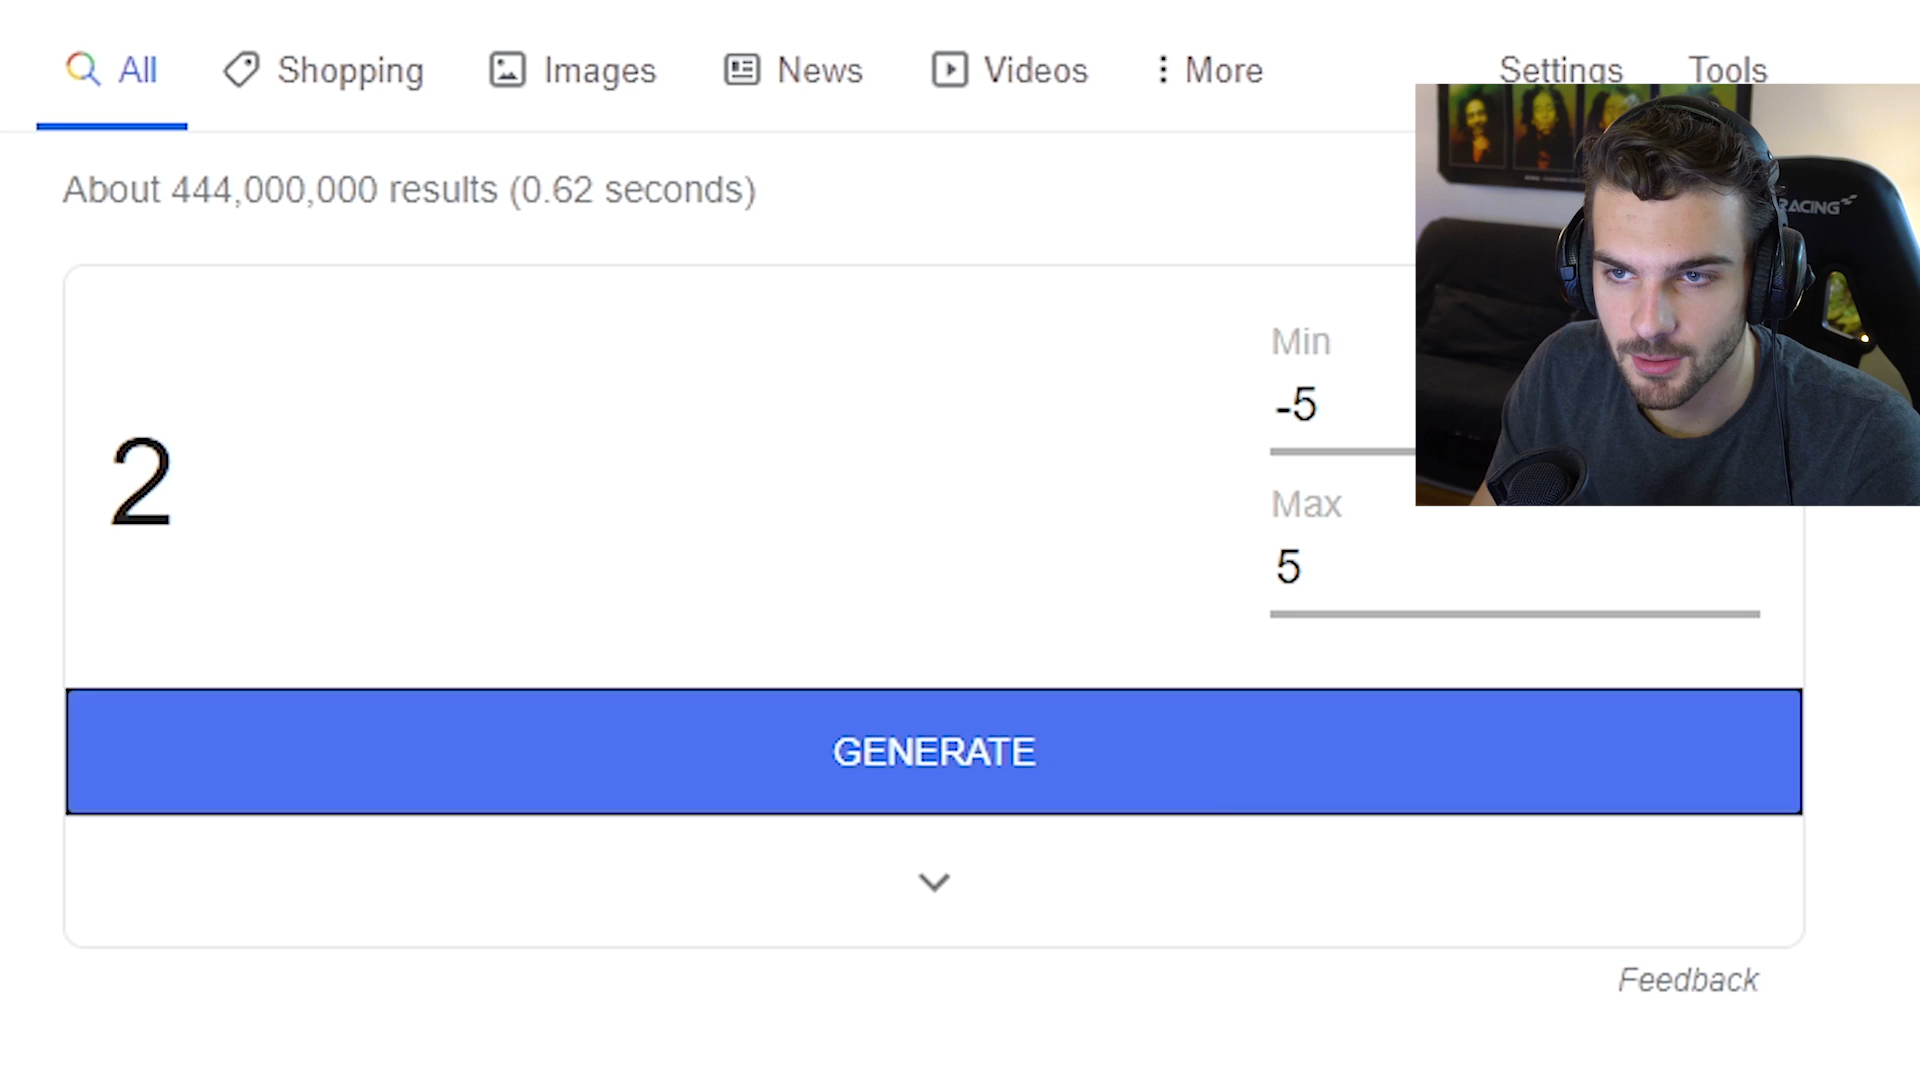 All Shopping Images News Videos More Settings Tools
About 444,000,000 results (0.62 seconds)
Min
-5
2
Max
5
GENERATE
Feedback
RACING